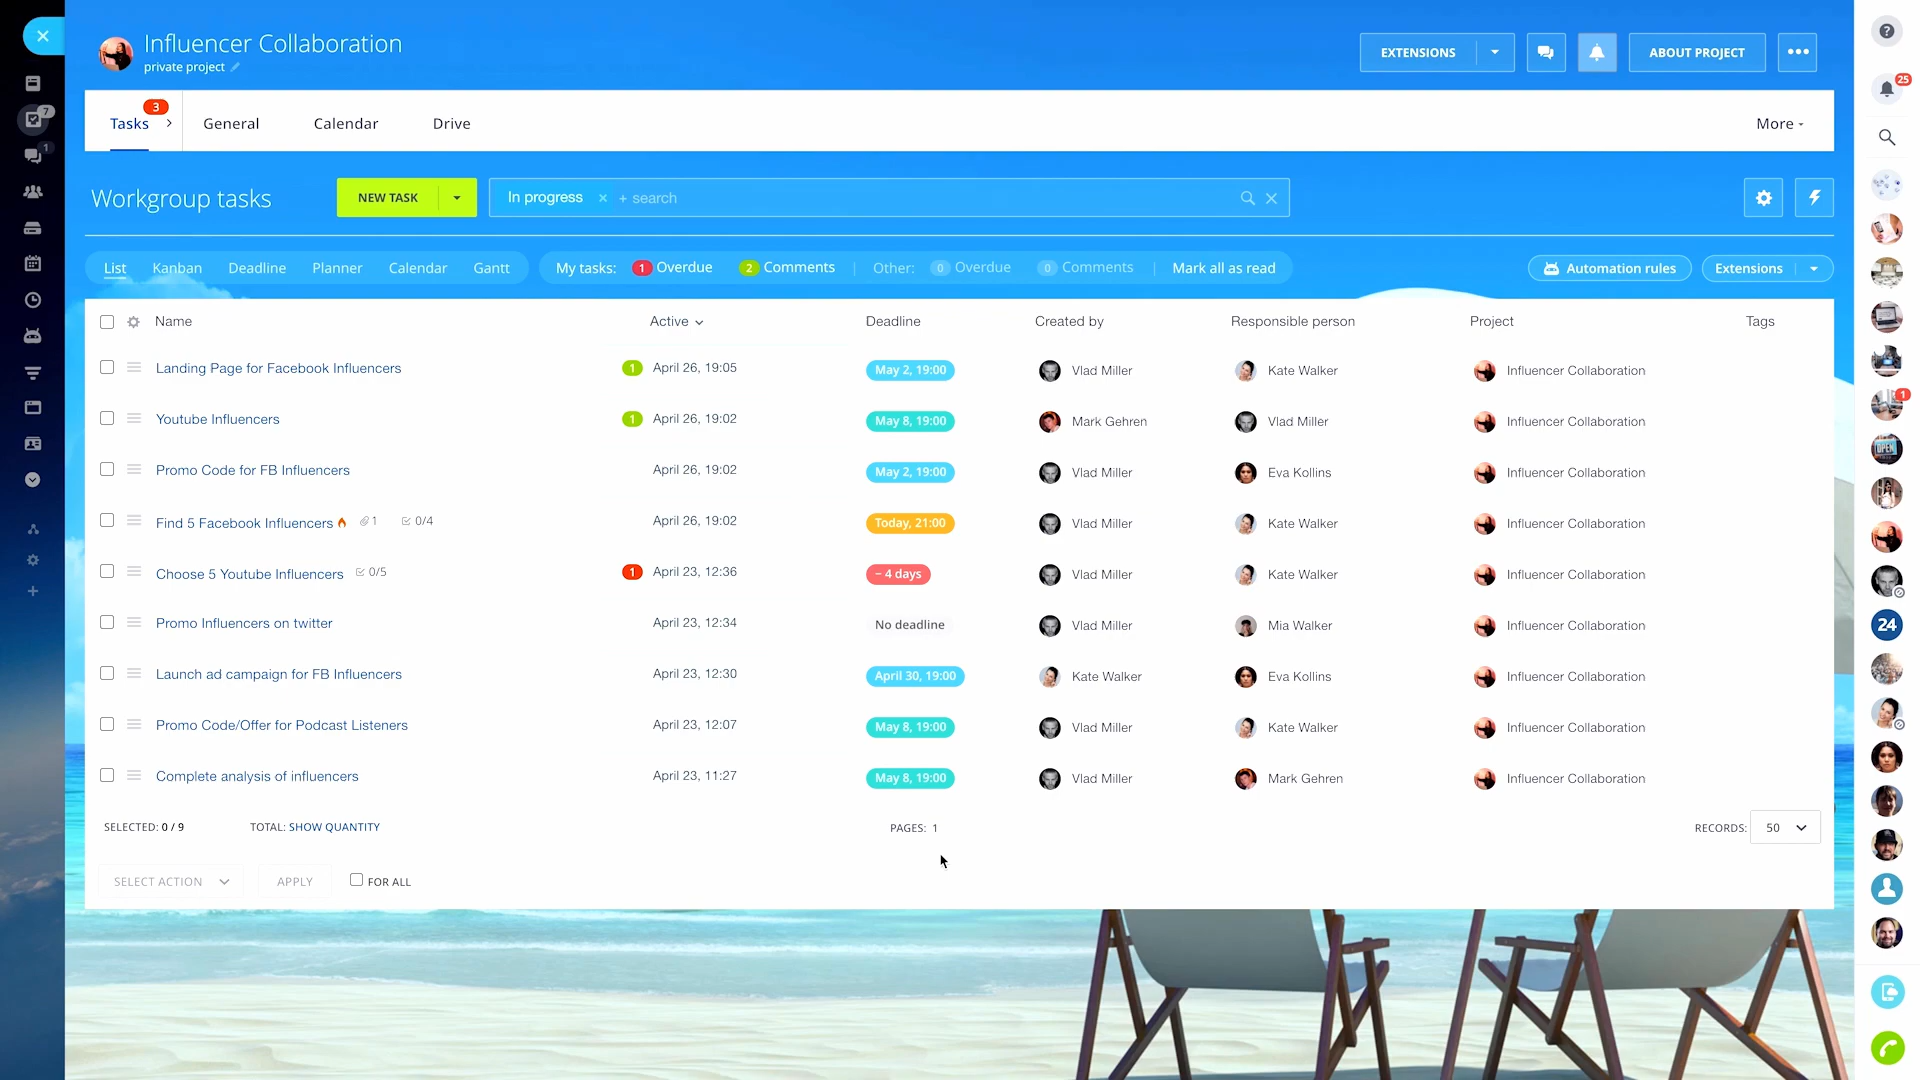 Influencer Collaboration
private project
EXTENSIONS
ABOUT PROJECT
25
7
1
3
Tasks
General
Calendar
Drive
More
Workgroup tasks
NEW TASK
In progress
+ search
List
Kanban
Deadline
Planner
Calendar
Gantt
My tasks:
1 Overdue
2 Comments
Other:
0 Overdue
0 Comments
Mark all as read
Automation rules
Extensions
Name Active Deadline Created by Responsible person Project Tags
Landing Page for Facebook Influencers 1 April 26, 19:05 May 2, 19:00 Vlad Miller Kate Walker Influencer Collaboration
Youtube Influencers 1 April 26, 19:02 May 8, 19:00 Mark Gehren Vlad Miller Influencer Collaboration
Promo Code for FB Influencers April 26, 19:02 May 2, 19:00 Vlad Miller Eva Kollins Influencer Collaboration
Find 5 Facebook Influencers 1 0/4 April 26, 19:02 Today, 21:00 Vlad Miller Kate Walker Influencer Collaboration
Choose 5 Youtube Influencers 0/5 1 April 23, 12:36 − 4 days Vlad Miller Kate Walker Influencer Collaboration
Promo Influencers on twitter April 23, 12:34 No deadline Vlad Miller Mia Walker Influencer Collaboration
Launch ad campaign for FB Influencers April 23, 12:30 April 30, 19:00 Kate Walker Eva Kollins Influencer Collaboration
Promo Code/Offer for Podcast Listeners April 23, 12:07 May 8, 19:00 Vlad Miller Kate Walker Influencer Collaboration
Complete analysis of influencers April 23, 11:27 May 8, 19:00 Vlad Miller Mark Gehren Influencer Collaboration
SELECTED: 0 / 9 TOTAL: SHOW QUANTITY PAGES: 1 RECORDS: 50
SELECT ACTION APPLY FOR ALL
1
OPEN
24